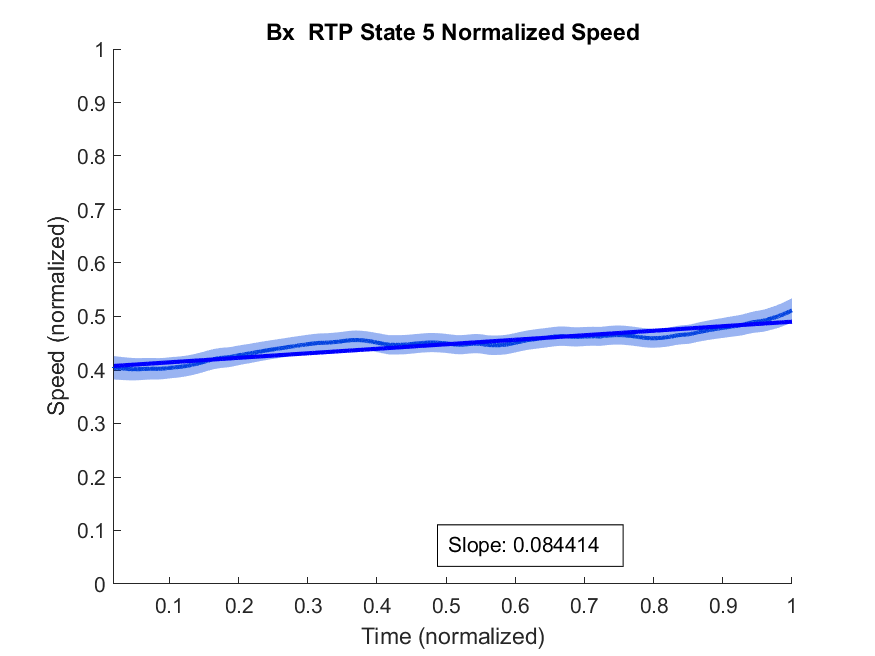 Bx  RTP State 5 Normalized Speed
1
0.9
0.8
0.7
0.6
0.5
0.4
0.3
0.2
0.1
0
Speed (normalized)
Slope: 0.084414
0.1 0.2 0.3 0.4 0.5 0.6 0.7 0.8 0.9 1
Time (normalized)